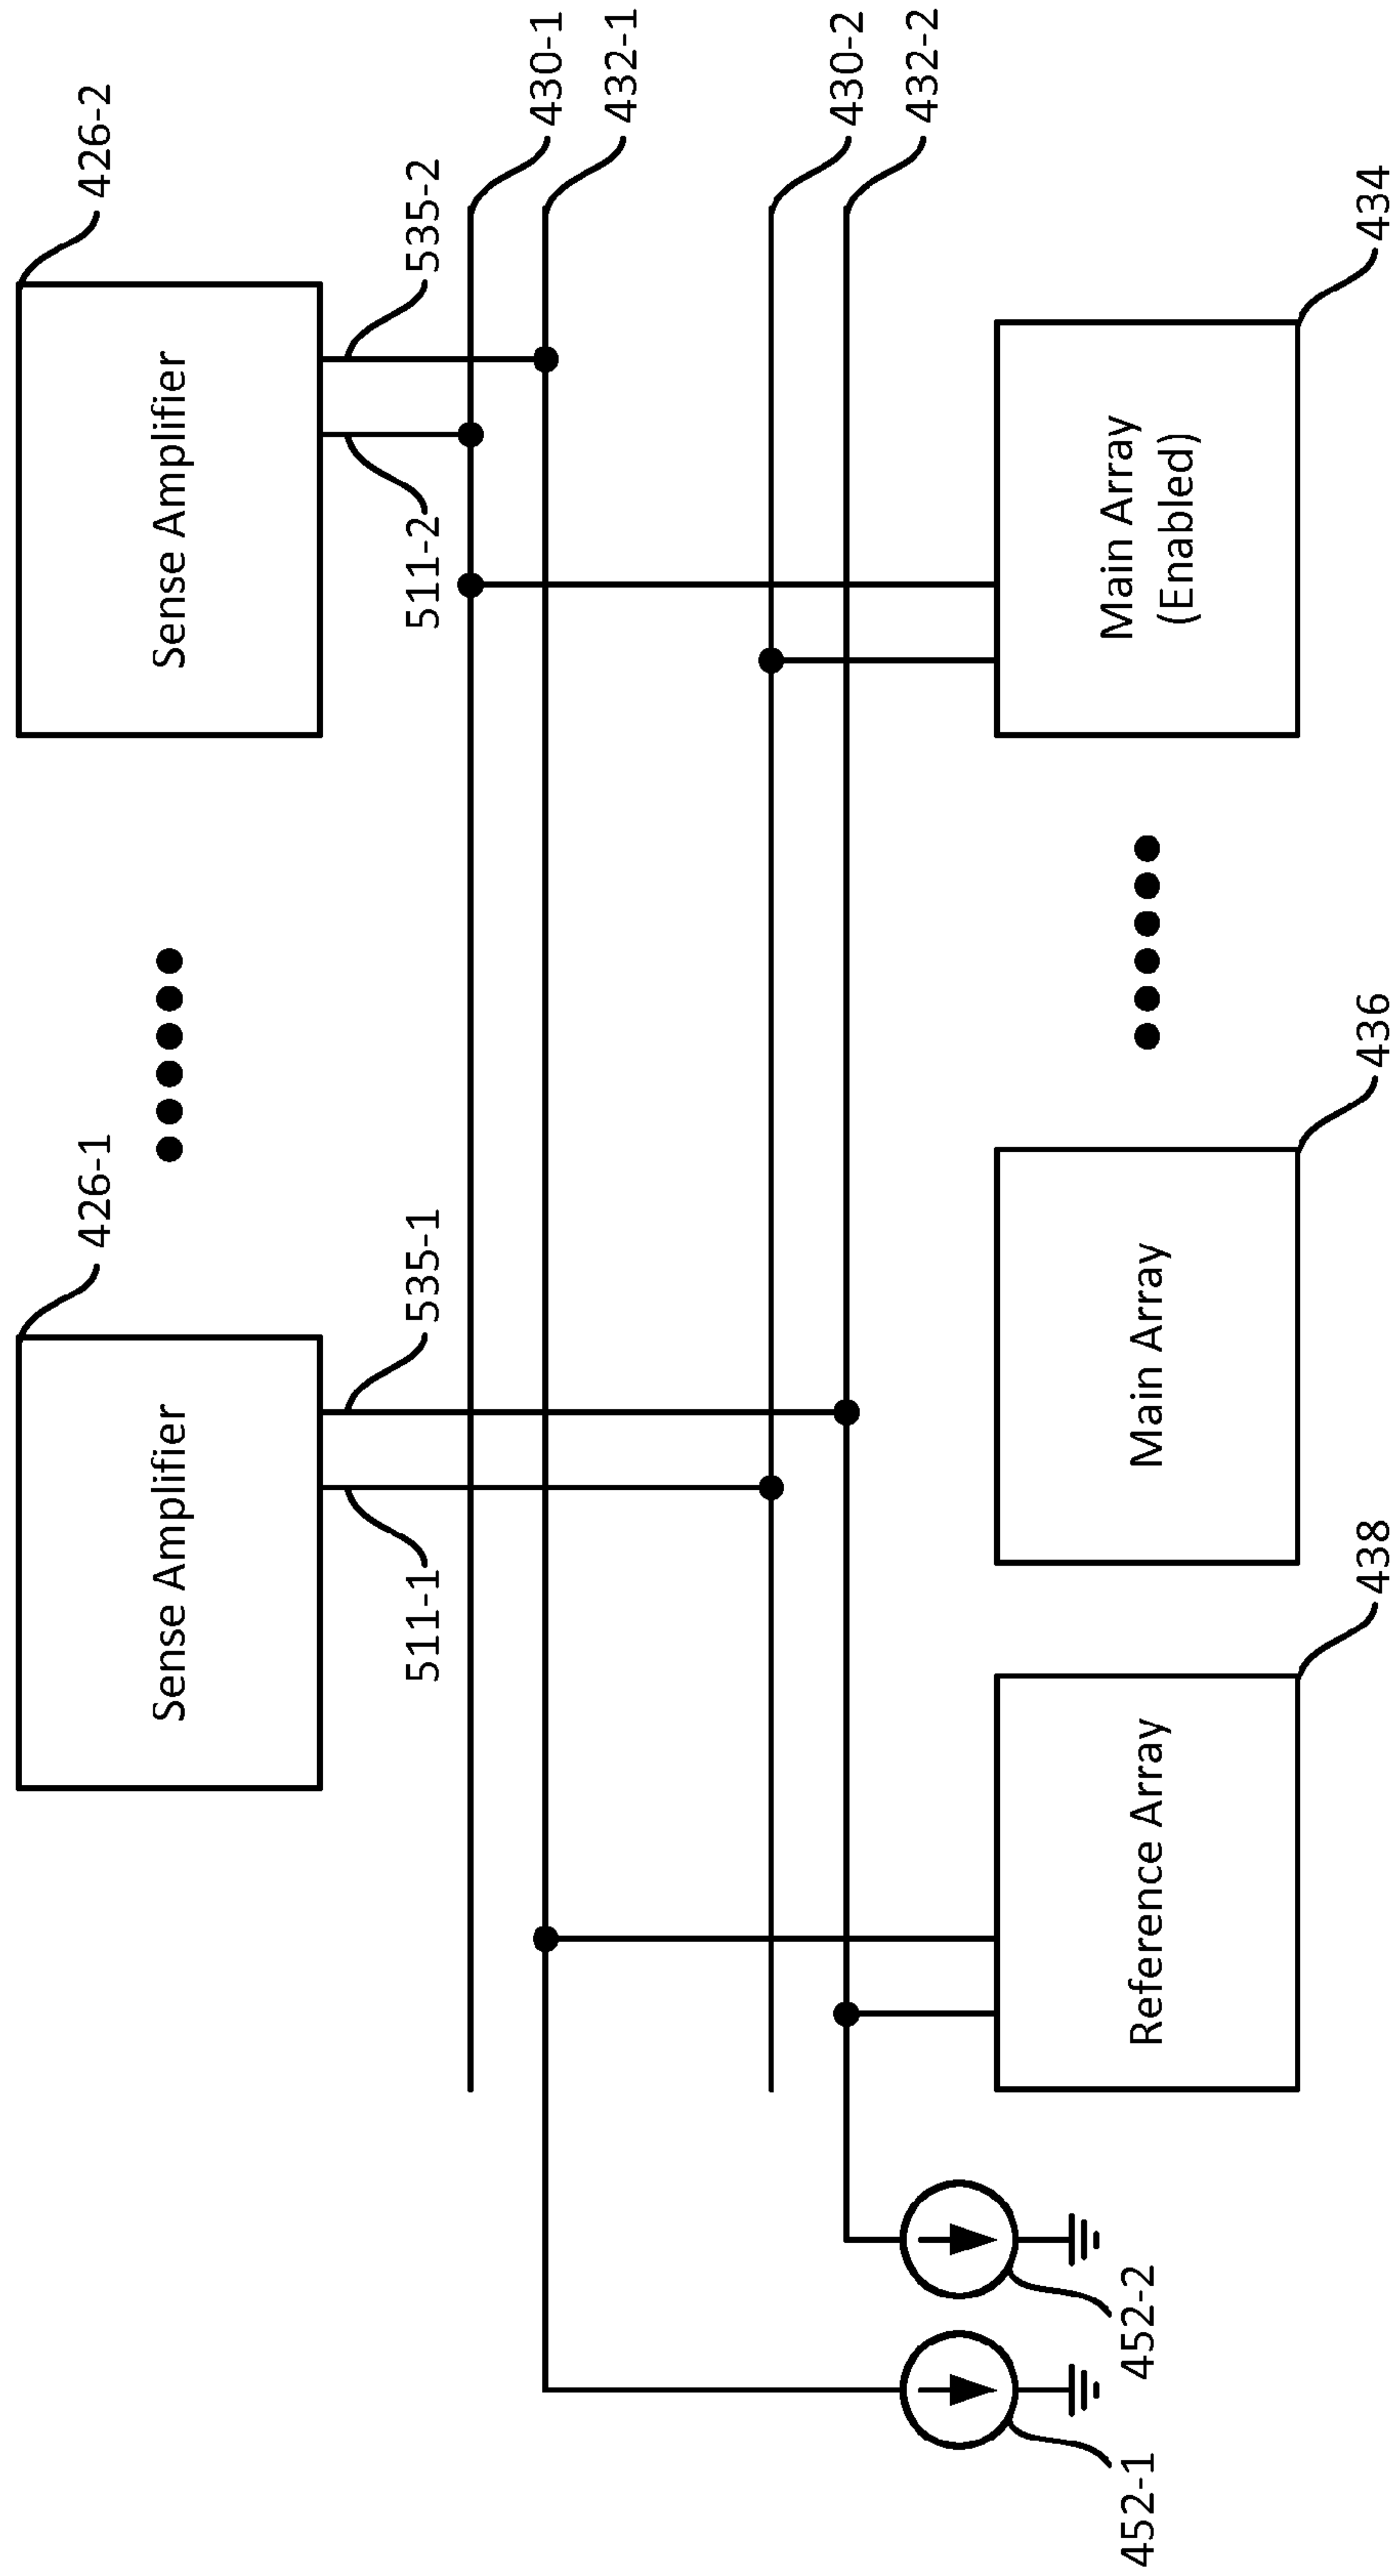 426-1
426-2
Sense Amplifier
Sense Amplifier
511-1
535-1
511-2
535-2
430-1
432-1
430-2
432-2
452-1
452-2
Reference Array
Main Array
Main Array
(Enabled)
438
436
434